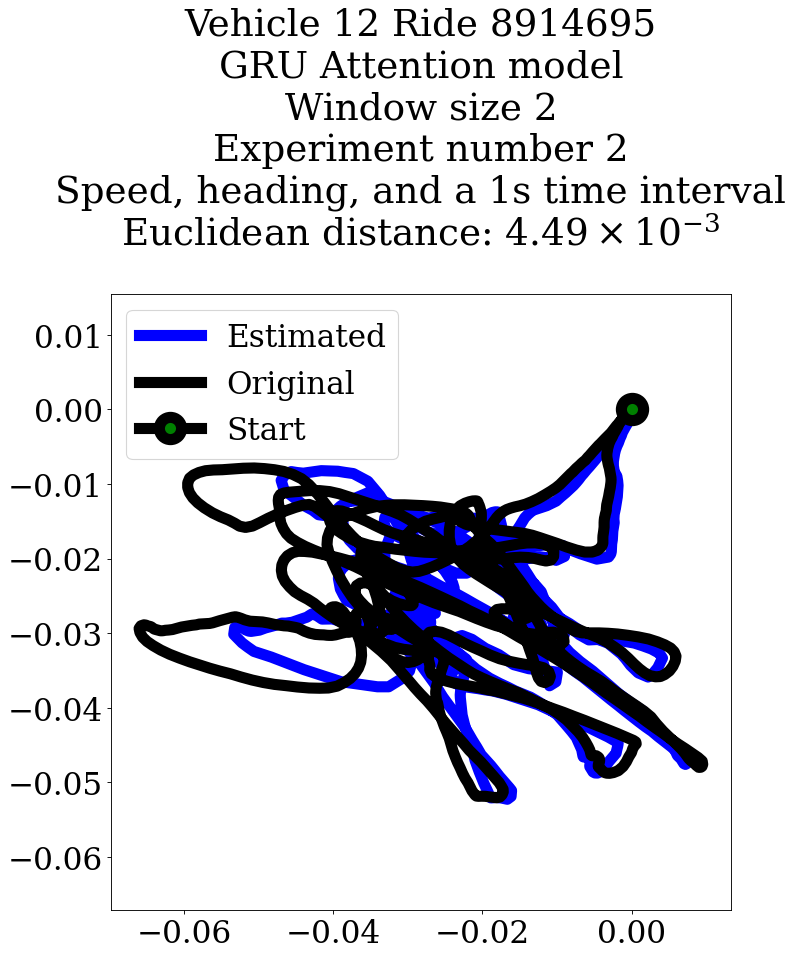 Vehicle 12 Ride 8914695
GRU Attention model
Window size 2
Experiment number 2
Speed, heading, and a 1s time interval
Euclidean distance: 4.49 × 10⁻³
Estimated
Original
Start
0.01
0.00
−0.01
−0.02
−0.03
−0.04
−0.05
−0.06
−0.06 −0.04 −0.02 0.00